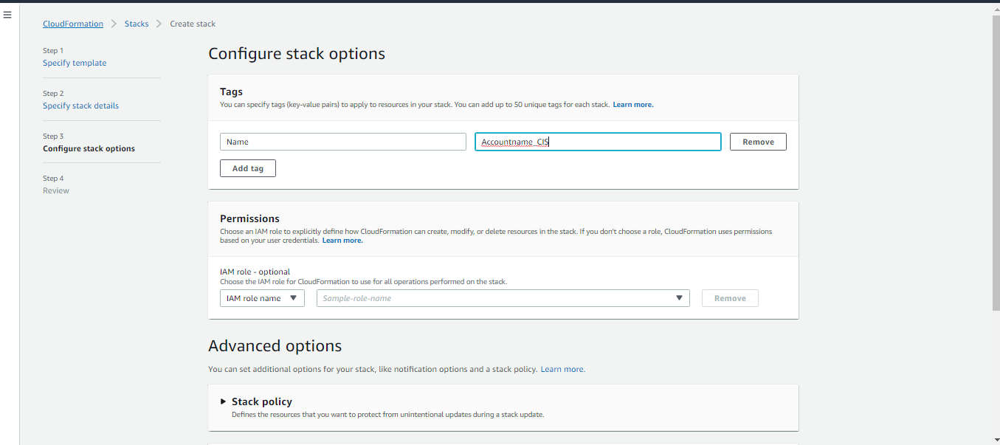 CloudFormation > Stacks > Create stack
Step 1
Specify template
Step 2
Specify stack details
Step 3
Configure stack options
Step 4
Review
Configure stack options
Tags
You can specify tags (key-value pairs) to apply to resources in your stack. You can add up to 50 unique tags for each stack. Learn more.
Name Accountname_CIS Remove
Add tag
Permissions
Choose an IAM role to explicitly define how CloudFormation can create, modify, or delete resources in the stack. If you don't choose a role, CloudFormation uses permissions
based on your user credentials. Learn more.
IAM role - optional
Choose the IAM role for CloudFormation to use for all operations performed on the stack.
IAM role name Sample-role-name Remove
Advanced options
You can set additional options for your stack, like notification options and a stack policy. Learn more.
Stack policy
Defines the resources that you want to protect from unintentional updates during a stack update.